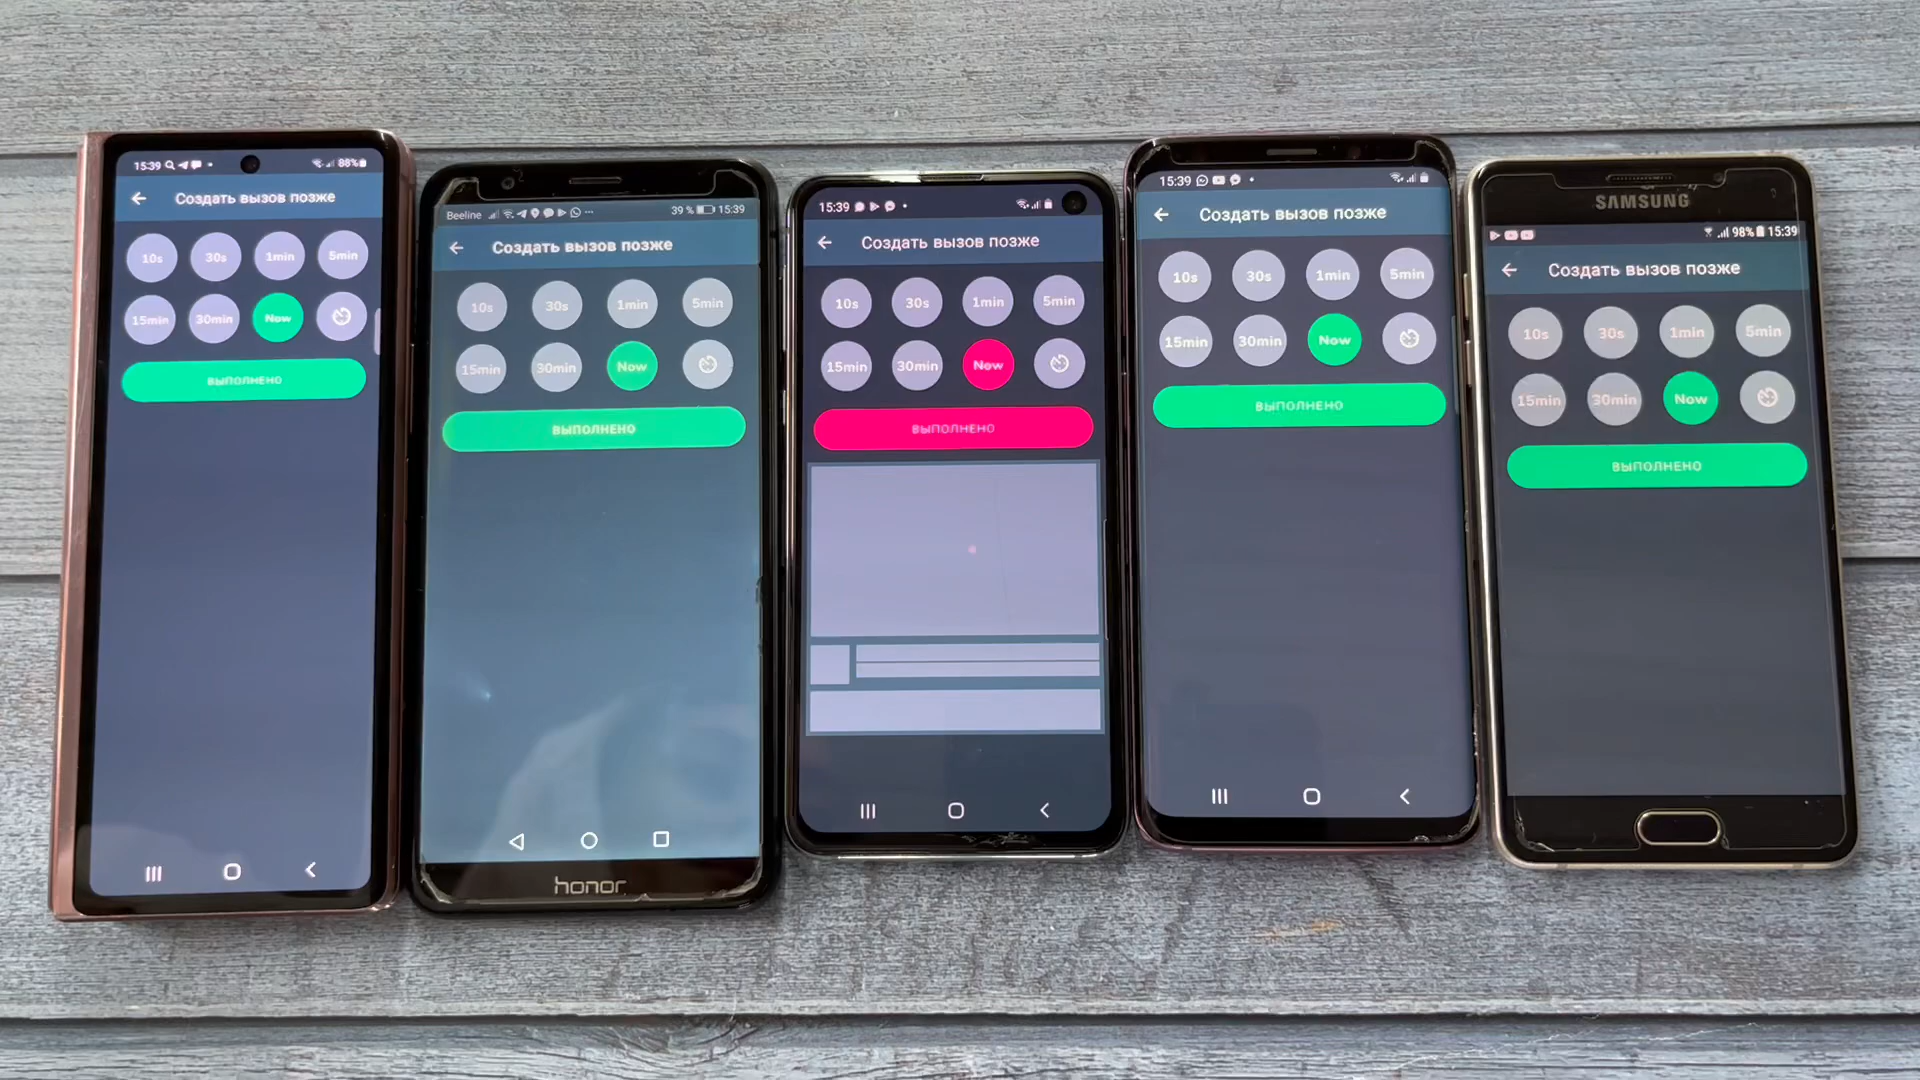 15:39
88%
Создать вызов позже
10s 30s 1min 5min
15min 30min Now
ВЫПОЛНЕНО
Beeline
39 % 15:39
Создать вызов позже
10s 30s 1min 5min
15min 30min Now
ВЫПОЛНЕНО
honor
15:39
Создать вызов позже
10s 30s 1min 5min
15min 30min Now
ВЫПОЛНЕНО
15:39
Создать вызов позже
10s 30s 1min 5min
15min 30min Now
ВЫПОЛНЕНО
SAMSUNG
98% 15:39
Создать вызов позже
10s 30s 1min 5min
15min 30min Now
ВЫПОЛНЕНО